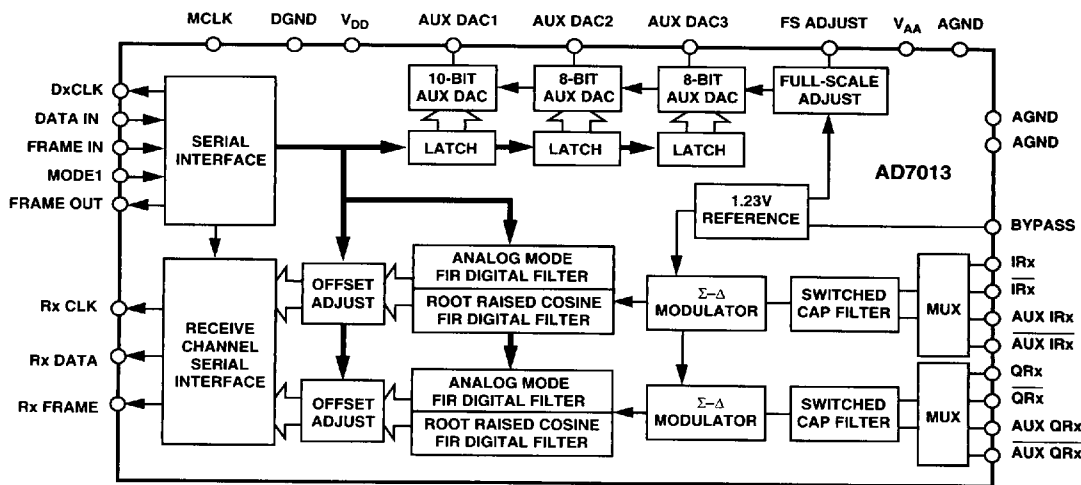 MCLK
DGND
VDD
AUX DAC1
AUX DAC2
AUX DAC3
FS ADJUST
VAA
AGND
DxCLK
DATA IN
FRAME IN
MODE1
FRAME OUT
SERIAL
INTERFACE
10-BIT
AUX DAC
8-BIT
AUX DAC
8-BIT
AUX DAC
FULL-SCALE
ADJUST
LATCH
LATCH
LATCH
AGND
AGND
AD7013
1.23V
REFERENCE
BYPASS
Rx CLK
Rx DATA
Rx FRAME
RECEIVE
CHANNEL
SERIAL
INTERFACE
OFFSET
ADJUST
ANALOG MODE
FIR DIGITAL FILTER
ROOT RAISED COSINE
FIR DIGITAL FILTER
Σ–Δ
MODULATOR
SWITCHED
CAP FILTER
MUX
IRx
IRx
AUX IRx
AUX IRx
OFFSET
ADJUST
ANALOG MODE
FIR DIGITAL FILTER
ROOT RAISED COSINE
FIR DIGITAL FILTER
Σ–Δ
MODULATOR
SWITCHED
CAP FILTER
MUX
QRx
QRx
AUX QRx
AUX QRx